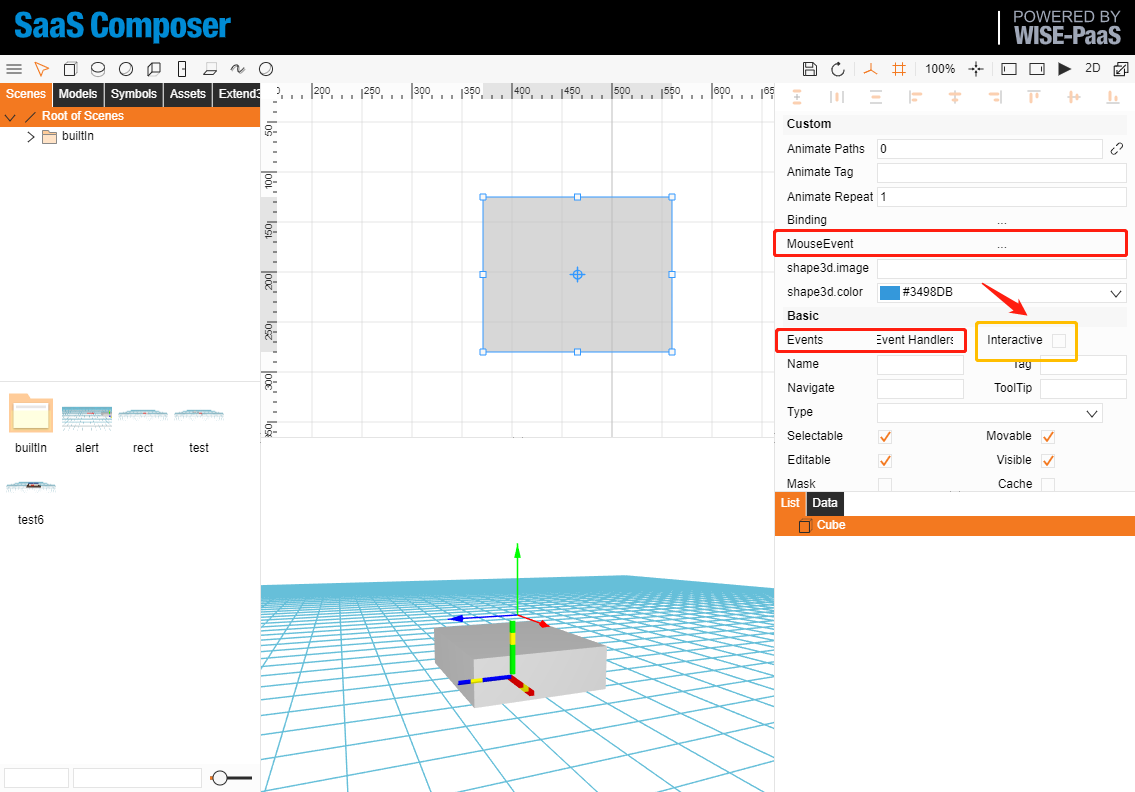 SaaS Composer
POWERED BY
WISE-PaaS
100%
2D
Scenes Models Symbols Assets Extend3
Root of Scenes
builtIn
200 250 300 350 400 450 500 550 600
50
100
150
200
250
300
builtIn alert rect test
test6
Custom
Animate Paths 0
Animate Tag
Animate Repeat 1
Binding ...
MouseEvent ...
shape3d.image
shape3d.color #3498DB
Basic
Events Event Handlers Interactive
Name Tag
Navigate ToolTip
Type
Selectable Movable
Editable Visible
Mask Cache
List Data
Cube